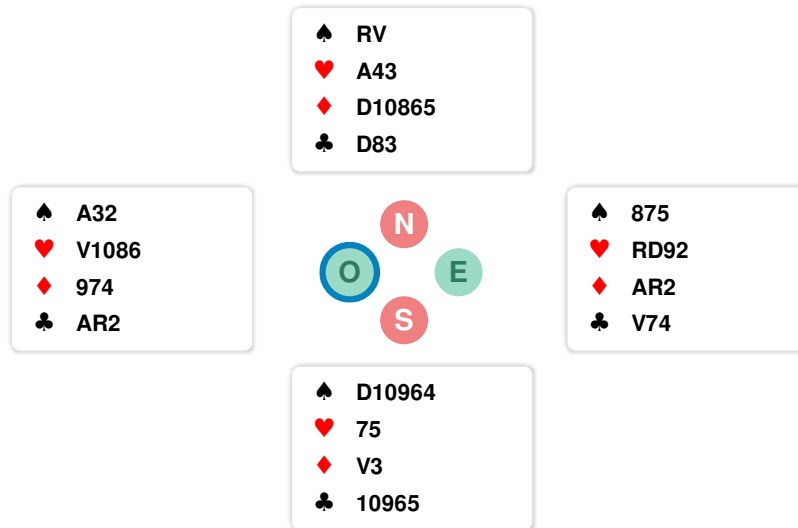 ♠ RV
♥ A43
♦ D10865
♣ D83
♠ A32
♥ V1086
♦ 974
♣ AR2
N
O E
S
♠ 875
♥ RD92
♦ AR2
♣ V74
♠ D10964
♥ 75
♦ V3
♣ 10965